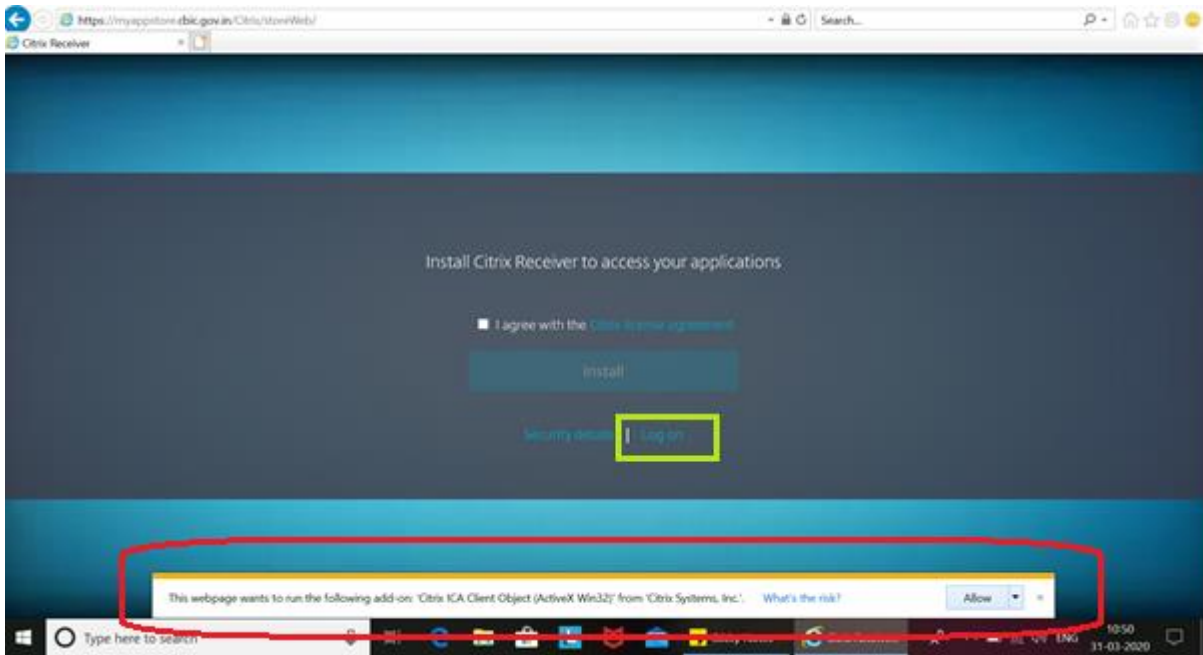 https://myappstore.cbic.gov.in/Citrix/storeWeb/
Search...
Citrix Receiver
Install Citrix Receiver to access your applications
I agree with the Citrix license agreement
Install
Security details | Log on
This webpage wants to run the following add-on: 'Citrix ICA Client Object (ActiveX Win32)' from 'Citrix Systems, Inc.'. What's the risk? Allow
Type here to search
ENG
10:50
31-03-2020